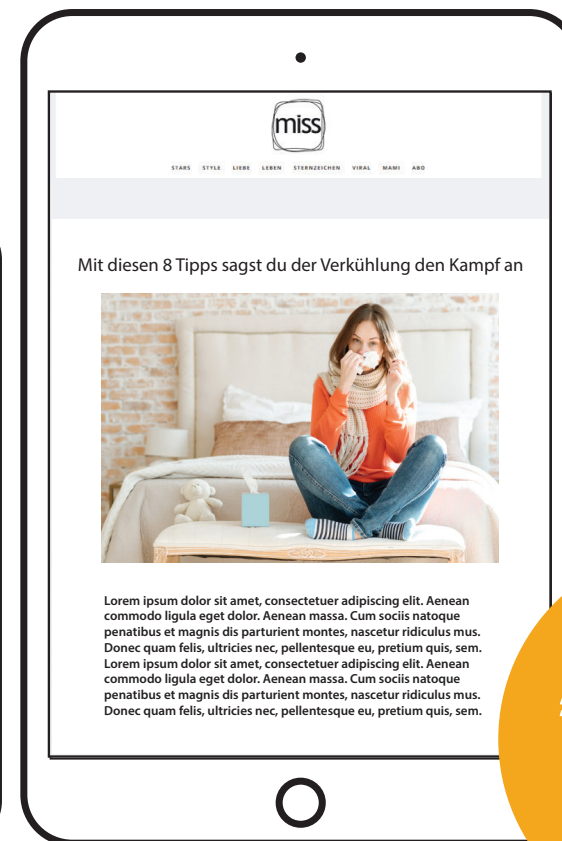 miss
STARS STYLE LIEBE LEBEN STERNZEICHEN VIRAL MAMI ABO
Mit diesen 8 Tipps sagst du der Verkühlung den Kampf an
Lorem ipsum dolor sit amet, consectetuer adipiscing elit. Aenean
commodo ligula eget dolor. Aenean massa. Cum sociis natoque
penatibus et magnis dis parturient montes, nascetur ridiculus mus.
Donec quam felis, ultricies nec, pellentesque eu, pretium quis, sem.
Lorem ipsum dolor sit amet, consectetuer adipiscing elit. Aenean
commodo ligula eget dolor. Aenean massa. Cum sociis natoque
penatibus et magnis dis parturient montes, nascetur ridiculus mus.
Donec quam felis, ultricies nec, pellentesque eu, pretium quis, sem.